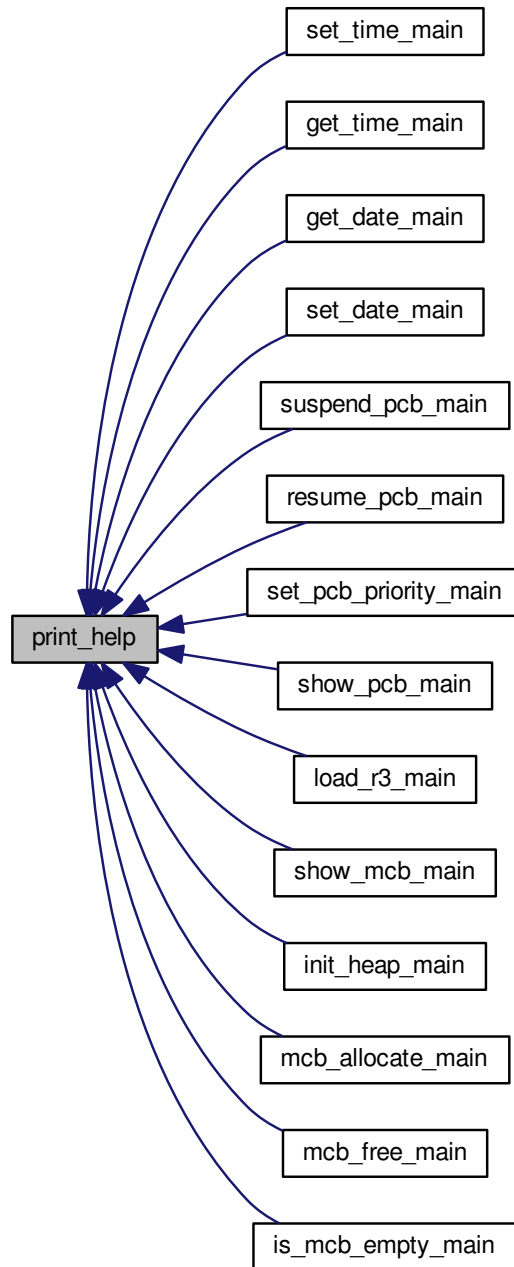 set_time_main
get_time_main
get_date_main
set_date_main
suspend_pcb_main
resume_pcb_main
set_pcb_priority_main
print_help
show_pcb_main
load_r3_main
show_mcb_main
init_heap_main
mcb_allocate_main
mcb_free_main
is_mcb_empty_main